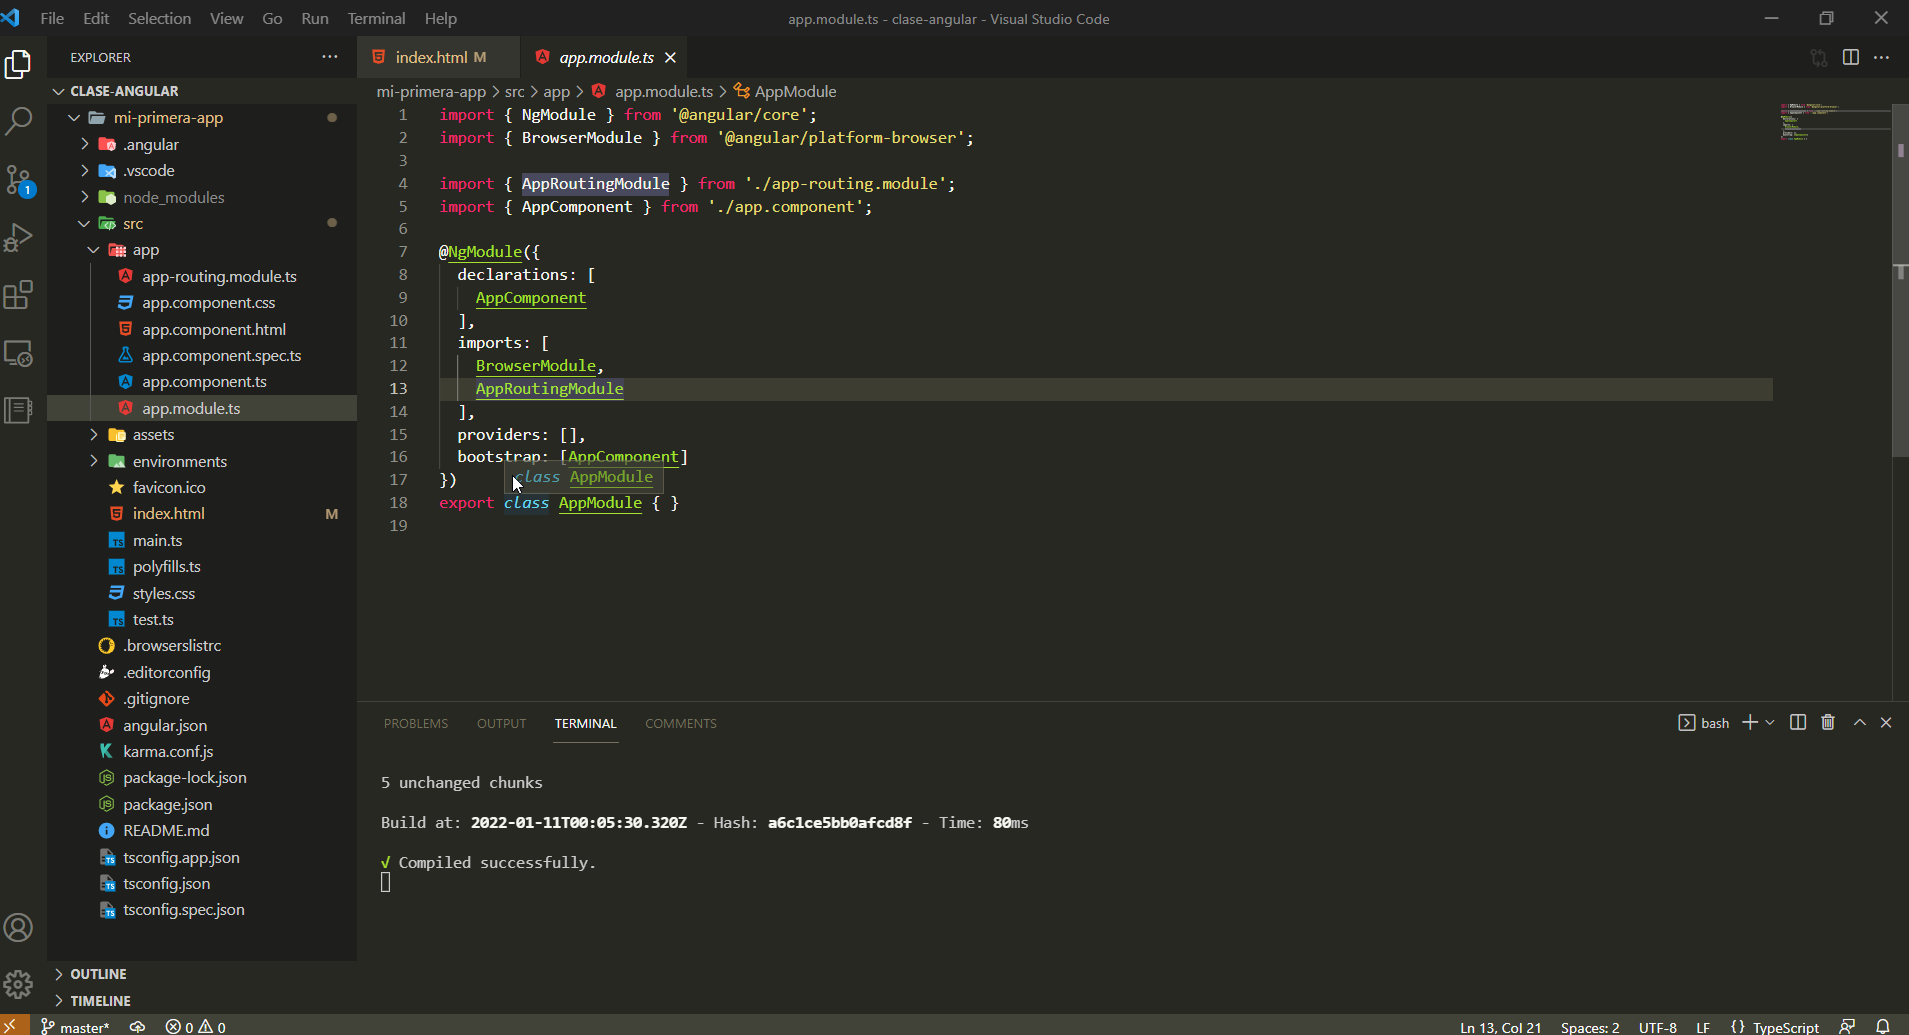 File Edit Selection View Go Run Terminal Help
app.module.ts - clase-angular - Visual Studio Code
EXPLORER
CLASE-ANGULAR
mi-primera-app
.angular
.vscode
node_modules
src
app
app-routing.module.ts
app.component.css
app.component.html
app.component.spec.ts
app.component.ts
app.module.ts
assets
environments
favicon.ico
index.html M
main.ts
polyfills.ts
styles.css
test.ts
.browserslistrc
.editorconfig
.gitignore
angular.json
karma.conf.js
package-lock.json
package.json
README.md
tsconfig.app.json
tsconfig.json
tsconfig.spec.json
OUTLINE
TIMELINE
1
index.html M app.module.ts
mi-primera-app > src > app > app.module.ts > AppModule
1 import { NgModule } from '@angular/core';
2 import { BrowserModule } from '@angular/platform-browser';
3
4 import { AppRoutingModule } from './app-routing.module';
5 import { AppComponent } from './app.component';
6
7 @NgModule({
8 declarations: [
9 AppComponent
10 ],
11 imports: [
12 BrowserModule,
13 AppRoutingModule
14 ],
15 providers: [],
16 bootstrap: [AppComponent]
class AppModule
17 })
18 export class AppModule { }
19
PROBLEMS OUTPUT TERMINAL COMMENTS
bash
5 unchanged chunks
Build at: 2022-01-11T00:05:30.320Z - Hash: a6c1ce5bb0afcd8f - Time: 80ms
√ Compiled successfully.
master* 0 0
Ln 13, Col 21 Spaces: 2 UTF-8 LF {} TypeScript